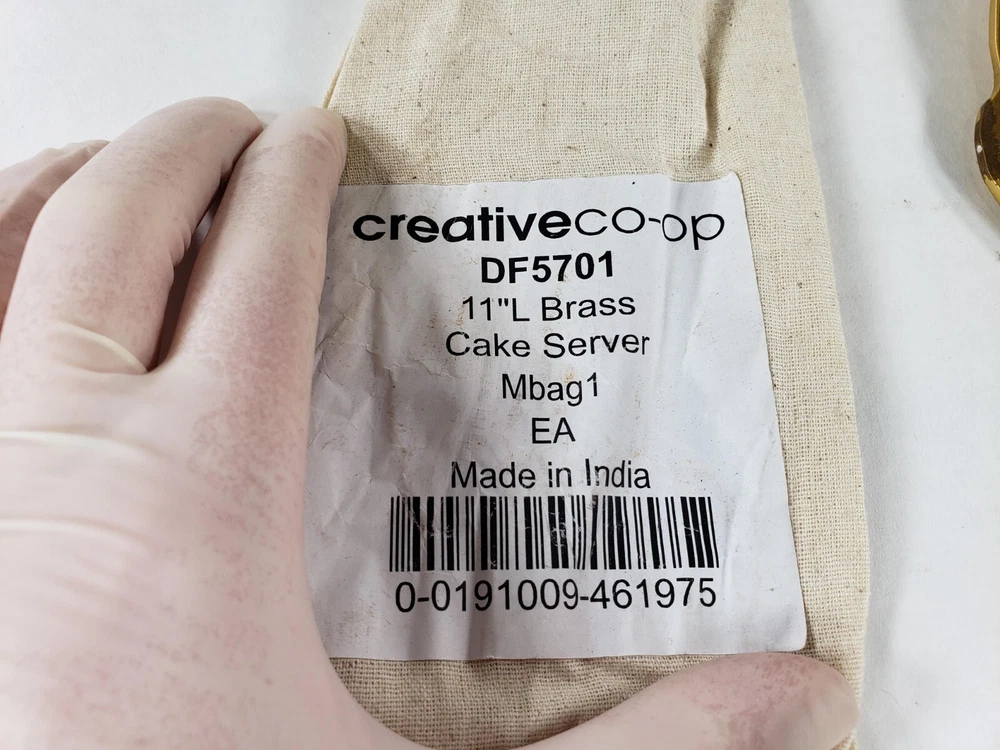 creativeco-op
DF5701
11"L Brass
Cake Server
Mbag1
EA
Made in India
0-0191009-461975